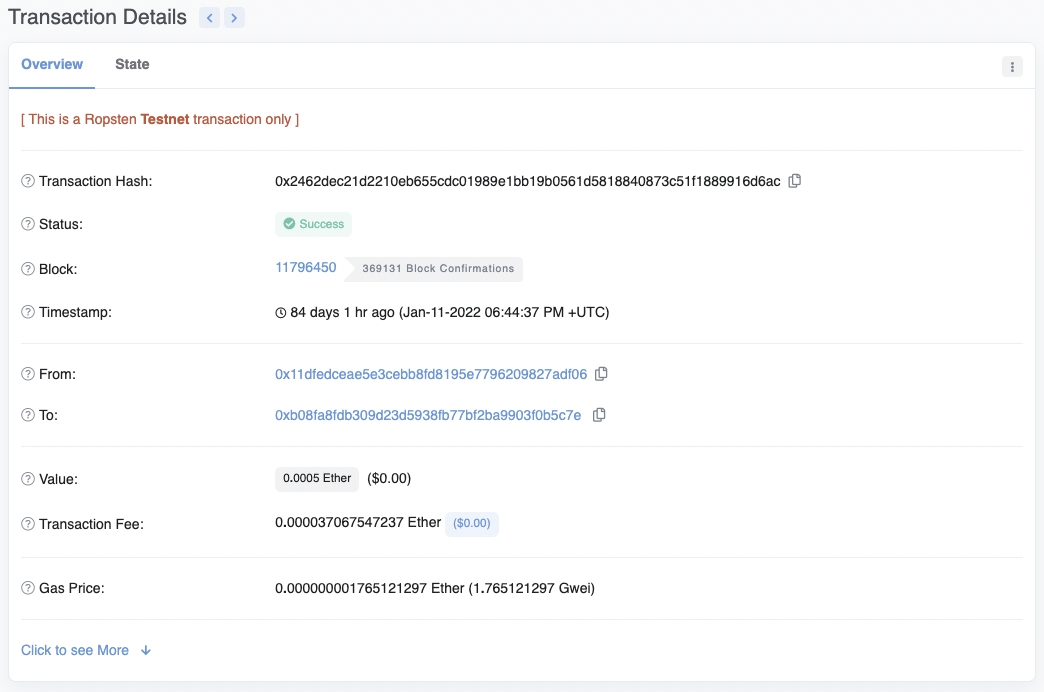 Transaction Details
Overview State
[ This is a Ropsten Testnet transaction only ]
Transaction Hash: 0x2462dec21d2210eb655cdc01989e1bb19b0561d5818840873c51f1889916d6ac
Status: Success
Block: 11796450 369131 Block Confirmations
Timestamp: 84 days 1 hr ago (Jan-11-2022 06:44:37 PM +UTC)
From: 0x11dfedceae5e3cebb8fd8195e7796209827adf06
To: 0xb08fa8fdb309d23d5938fb77bf2ba9903f0b5c7e
Value: 0.0005 Ether ($0.00)
Transaction Fee: 0.000037067547237 Ether ($0.00)
Gas Price: 0.000000001765121297 Ether (1.765121297 Gwei)
Click to see More